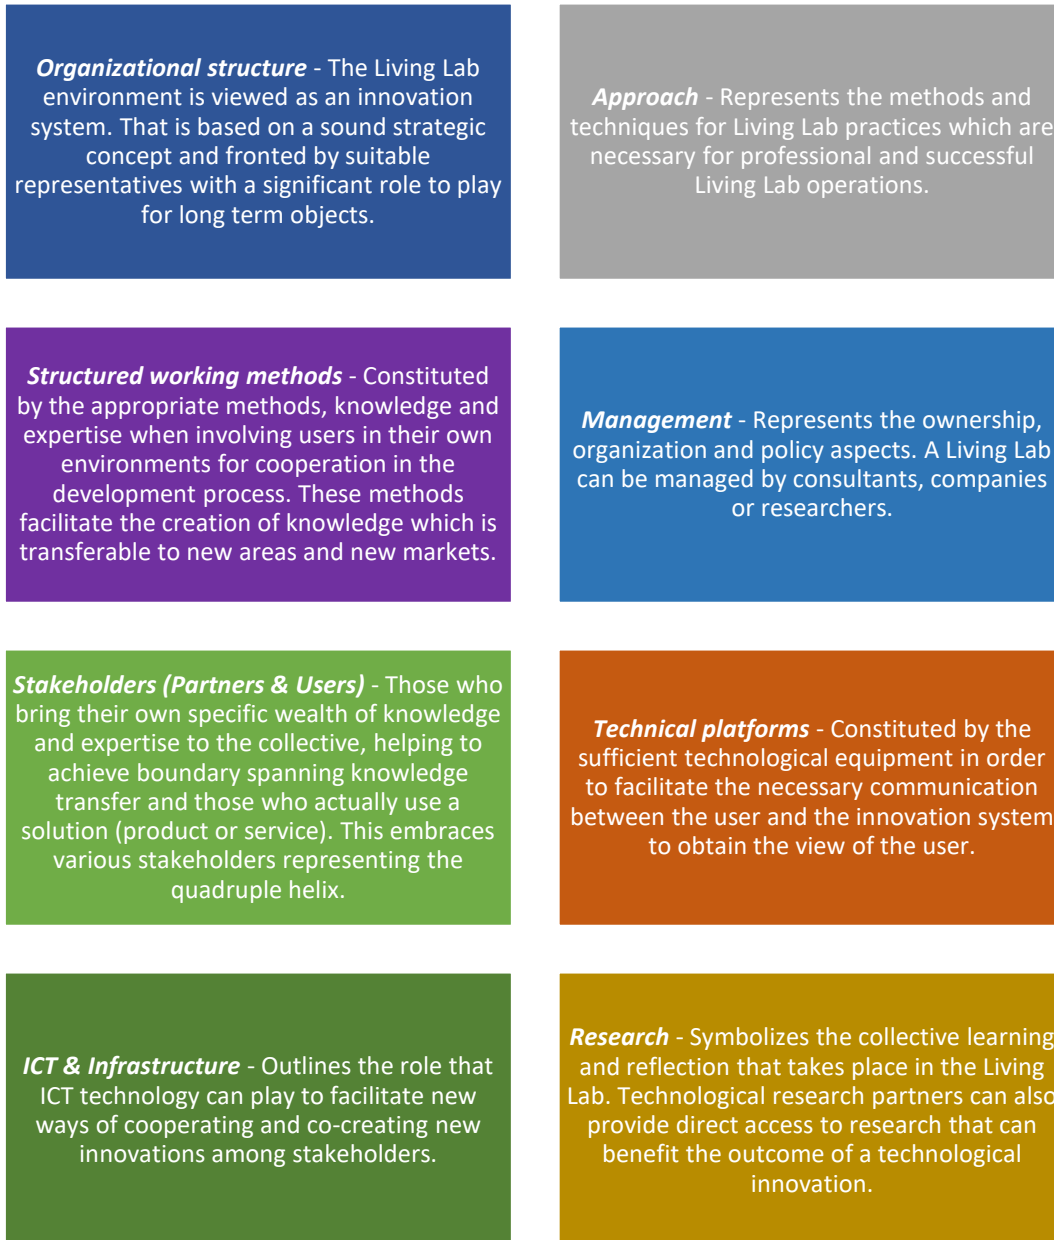 Organizational structure - The Living Lab
environment is viewed as an innovation
system. That is based on a sound strategic
concept and fronted by suitable
representatives with a significant role to play
for long term objects.
Approach - Represents the methods and
techniques for Living Lab practices which are
necessary for professional and successful
Living Lab operations.
Structured working methods - Constituted
by the appropriate methods, knowledge and
expertise when involving users in their own
environments for cooperation in the
development process. These methods
facilitate the creation of knowledge which is
transferable to new areas and new markets.
Management - Represents the ownership,
organization and policy aspects. A Living Lab
can be managed by consultants, companies
or researchers.
Stakeholders (Partners & Users) - Those who
bring their own specific wealth of knowledge
and expertise to the collective, helping to
achieve boundary spanning knowledge
transfer and those who actually use a
solution (product or service). This embraces
various stakeholders representing the
quadruple helix.
Technical platforms - Constituted by the
sufficient technological equipment in order
to facilitate the necessary communication
between the user and the innovation system
to obtain the view of the user.
ICT & Infrastructure - Outlines the role that
ICT technology can play to facilitate new
ways of cooperating and co-creating new
innovations among stakeholders.
Research - Symbolizes the collective learning
and reflection that takes place in the Living
Lab. Technological research partners can also
provide direct access to research that can
benefit the outcome of a technological
innovation.